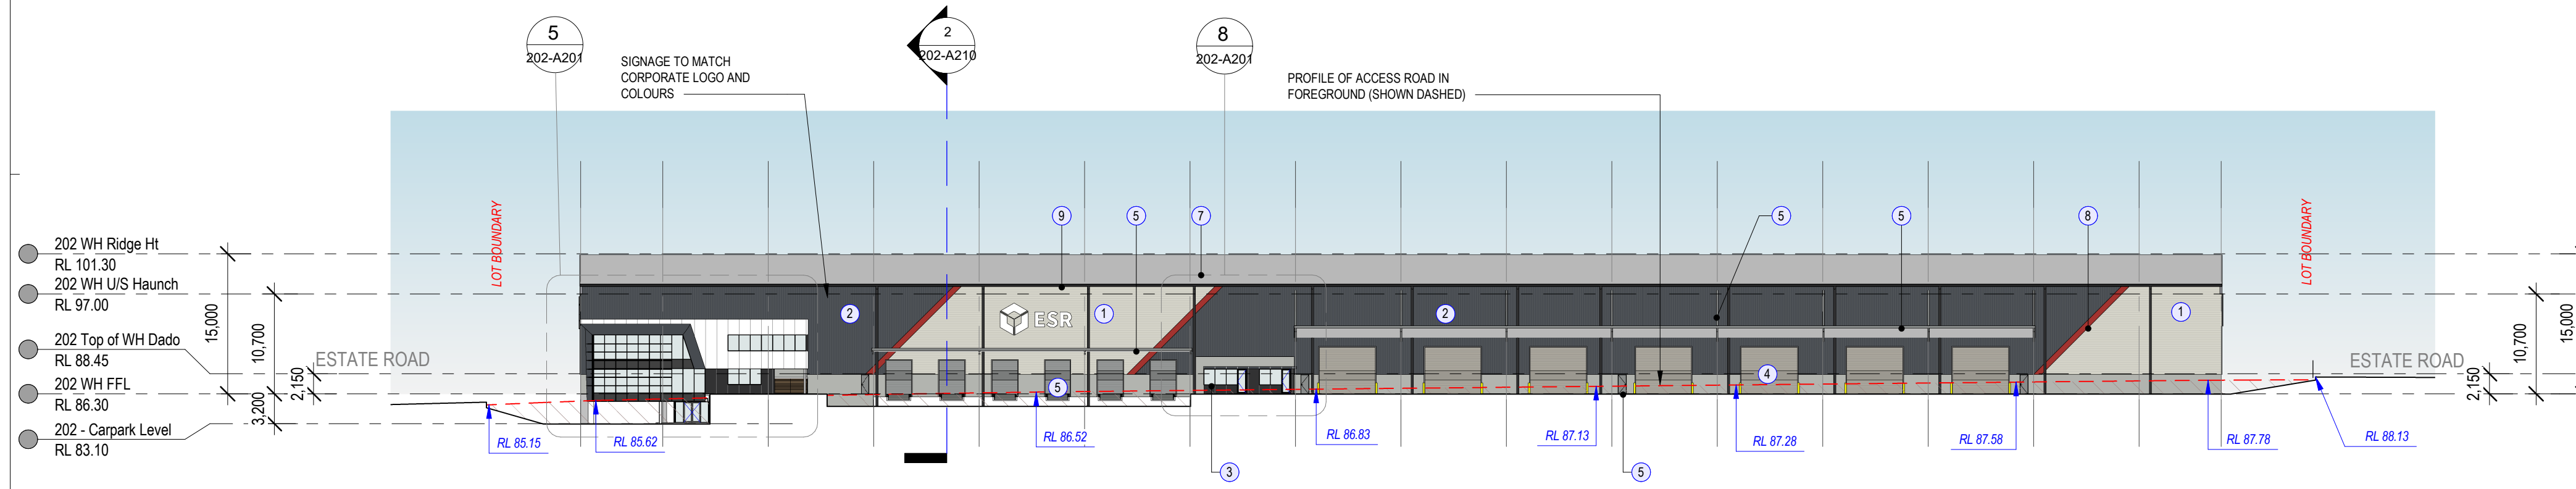 5
202-A201
2
202-A210
8
202-A201
SIGNAGE TO MATCH
CORPORATE LOGO AND
COLOURS
PROFILE OF ACCESS ROAD IN
FOREGROUND (SHOWN DASHED)
LOT BOUNDARY
9
5
7
5
5
8
LOT BOUNDARY
202 WH Ridge Ht
RL 101.30
202 WH U/S Haunch
RL 97.00
202 Top of WH Dado
RL 88.45
202 WH FFL
RL 86.30
202 - Carpark Level
RL 83.10
15,000
10,700
2,150
3,200
ESTATE ROAD
2
ESR
1
2
1
5
4
ESTATE ROAD
2,150
10,700
15,000
RL 85.15
RL 85.62
RL 86.52
RL 86.83
RL 87.13
RL 87.28
RL 87.58
RL 87.78
RL 88.13
3
5